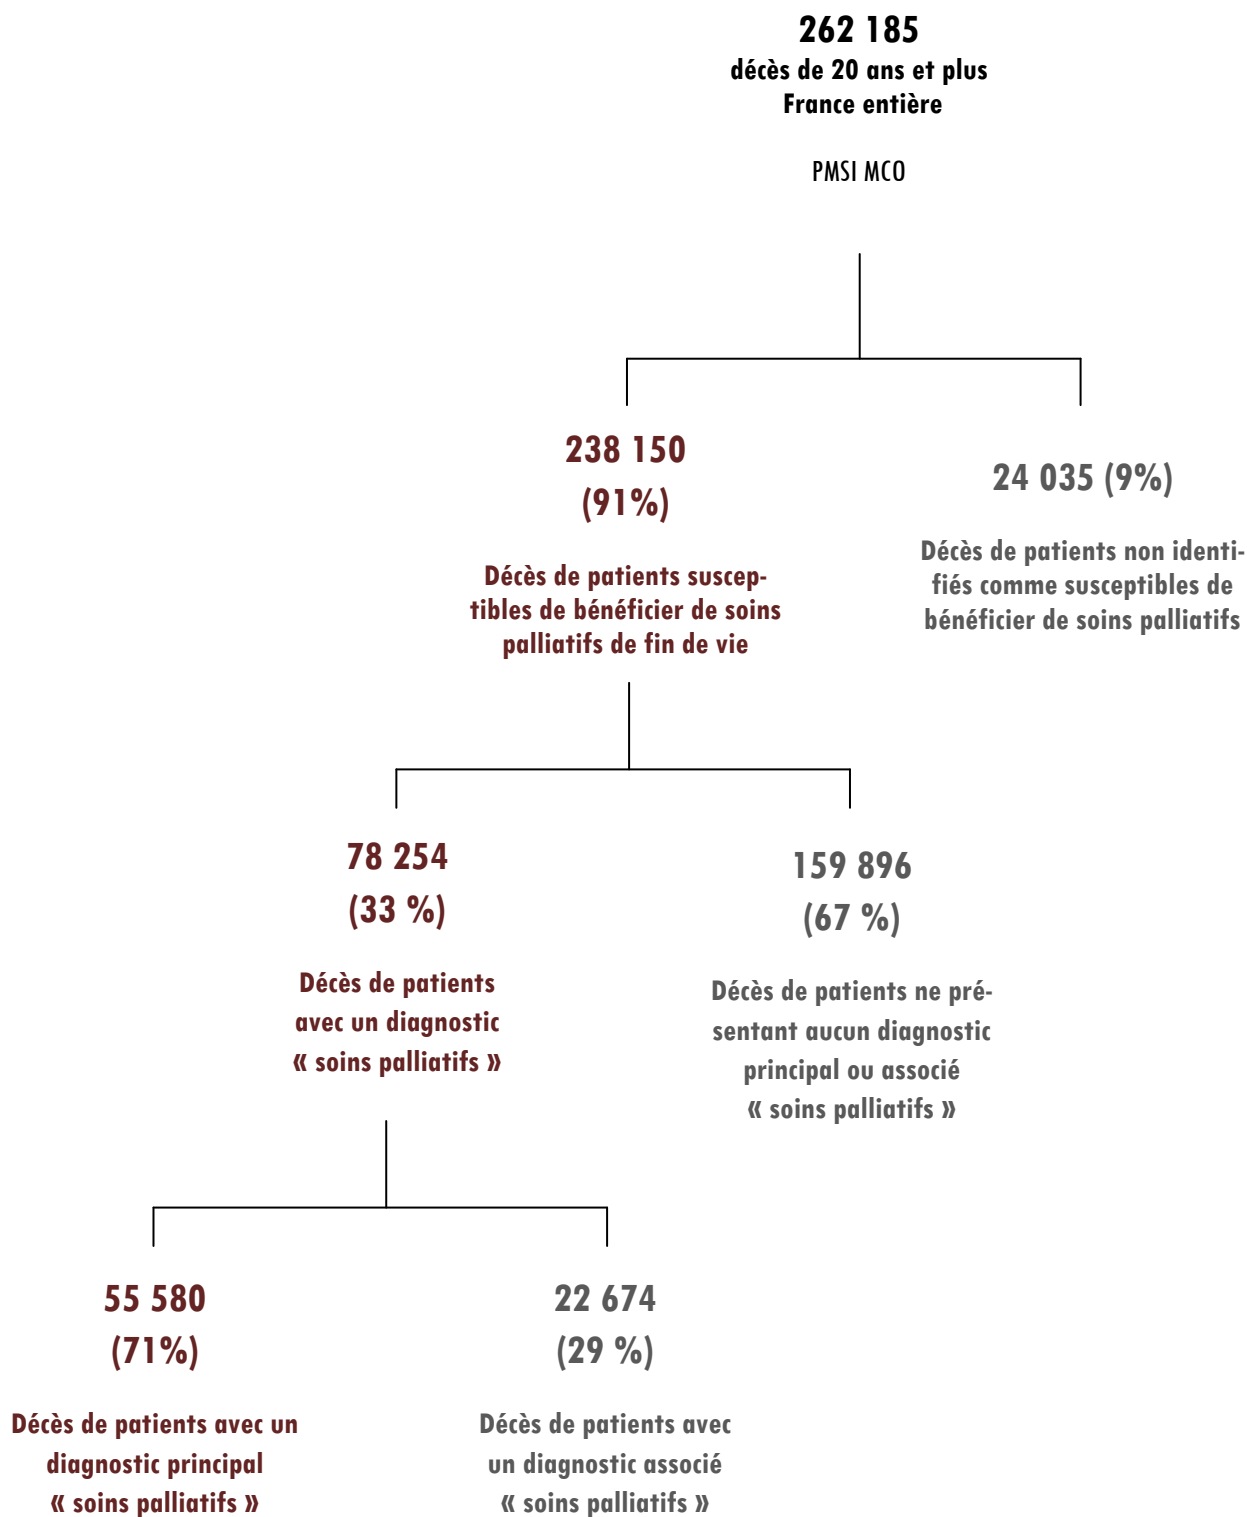 262 185
décès de 20 ans et plus
France entière
PMSI MCO
238 150
(91%)
Décès de patients suscep-
tibles de bénéficier de soins
palliatifs de fin de vie
24 035 (9%)
Décès de patients non identi-
fiés comme susceptibles de
bénéficier de soins palliatifs
78 254
(33 %)
Décès de patients
avec un diagnostic
« soins palliatifs »
159 896
(67 %)
Décès de patients ne pré-
sentant aucun diagnostic
principal ou associé
« soins palliatifs »
55 580
(71%)
Décès de patients avec un
diagnostic principal
« soins palliatifs »
22 674
(29 %)
Décès de patients avec
un diagnostic associé
« soins palliatifs »